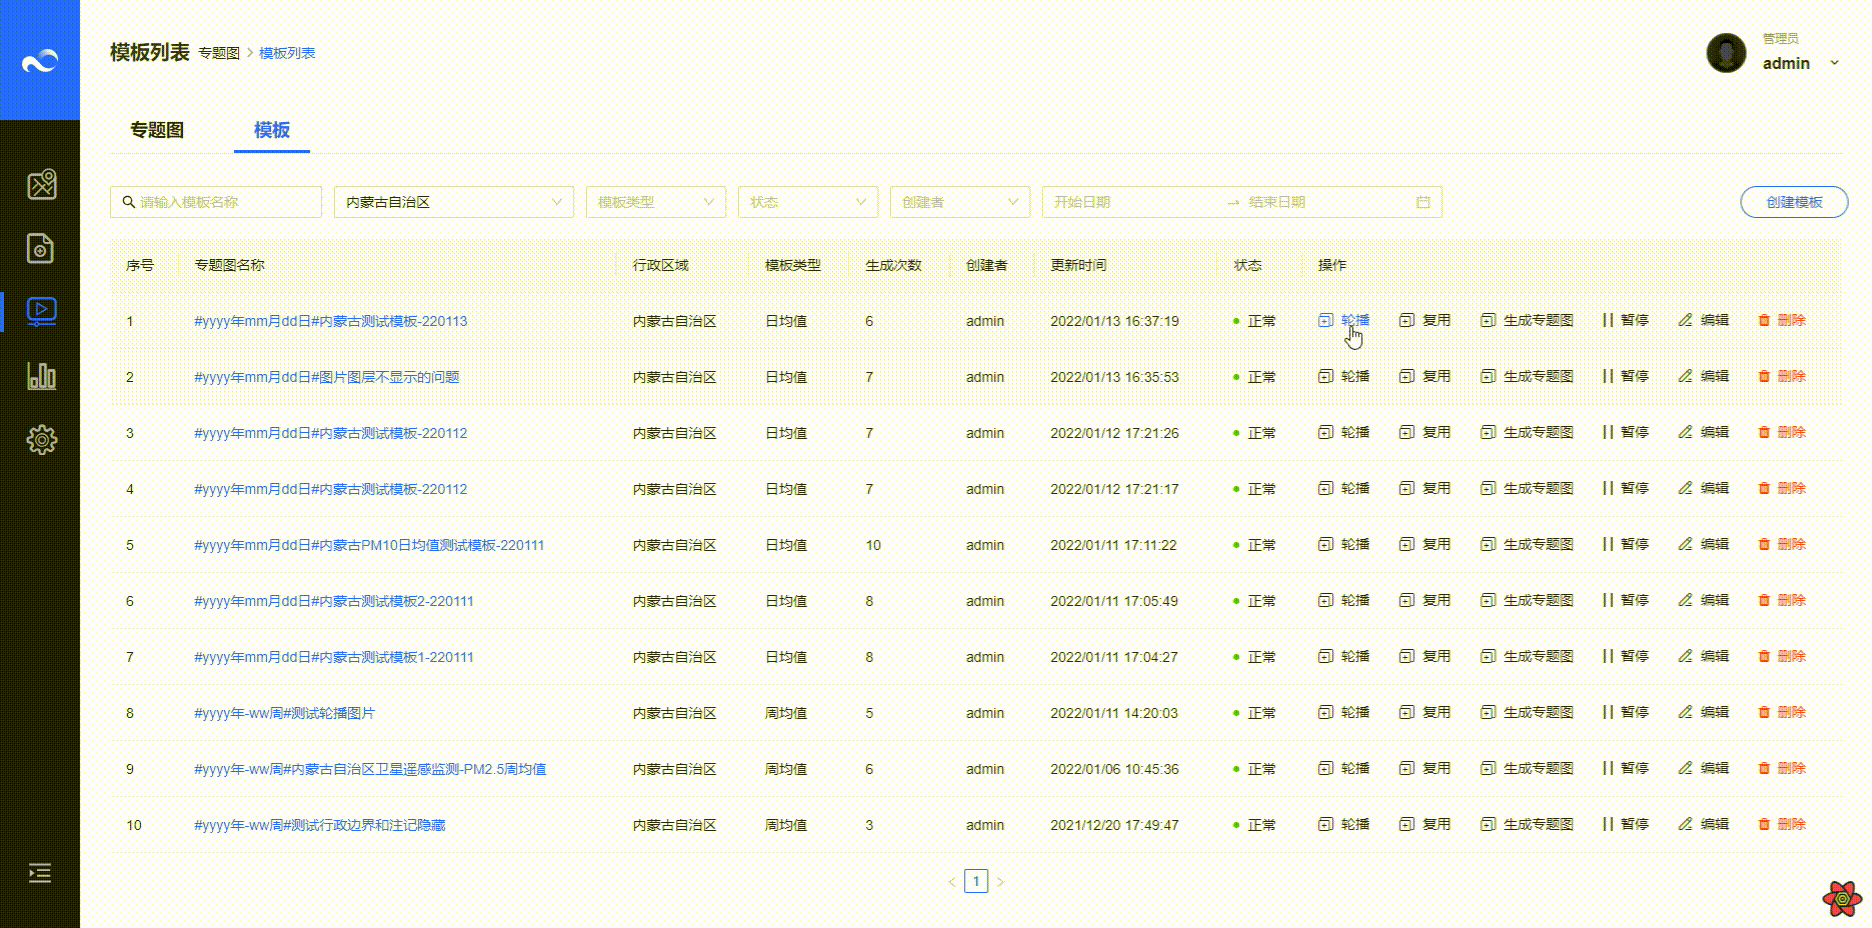 模板列表 专题图 > 模板列表
管理员
admin
专题图 模板
请输入模板名称 内蒙古自治区 模板类型 状态 创建者 开始日期 → 结束日期 创建模板
序号 专题图名称 行政区域 模板类型 生成次数 创建者 更新时间 状态 操作
1 #yyyy年mm月dd日#内蒙古测试模板-220113 内蒙古自治区 日均值 6 admin 2022/01/13 16:37:19 正常 轮播 复用 生成专题图 暂停 编辑 删除
2 #yyyy年mm月dd日#图片图层不显示的问题 内蒙古自治区 日均值 7 admin 2022/01/13 16:35:53 正常 轮播 复用 生成专题图 暂停 编辑 删除
3 #yyyy年mm月dd日#内蒙古测试模板-220112 内蒙古自治区 日均值 7 admin 2022/01/12 17:21:26 正常 轮播 复用 生成专题图 暂停 编辑 删除
4 #yyyy年mm月dd日#内蒙古测试模板-220112 内蒙古自治区 日均值 7 admin 2022/01/12 17:21:17 正常 轮播 复用 生成专题图 暂停 编辑 删除
5 #yyyy年mm月dd日#内蒙古PM10日均值测试模板-220111 内蒙古自治区 日均值 10 admin 2022/01/11 17:11:22 正常 轮播 复用 生成专题图 暂停 编辑 删除
6 #yyyy年mm月dd日#内蒙古测试模板2-220111 内蒙古自治区 日均值 8 admin 2022/01/11 17:05:49 正常 轮播 复用 生成专题图 暂停 编辑 删除
7 #yyyy年mm月dd日#内蒙古测试模板1-220111 内蒙古自治区 日均值 8 admin 2022/01/11 17:04:27 正常 轮播 复用 生成专题图 暂停 编辑 删除
8 #yyyy年-ww周#测试轮播图片 内蒙古自治区 周均值 5 admin 2022/01/11 14:20:03 正常 轮播 复用 生成专题图 暂停 编辑 删除
9 #yyyy年-ww周#内蒙古自治区卫星遥感监测-PM2.5周均值 内蒙古自治区 周均值 6 admin 2022/01/06 10:45:36 正常 轮播 复用 生成专题图 暂停 编辑 删除
10 #yyyy年-ww周#测试行政边界和注记隐藏 内蒙古自治区 周均值 3 admin 2021/12/20 17:49:47 正常 轮播 复用 生成专题图 暂停 编辑 删除
< 1 >